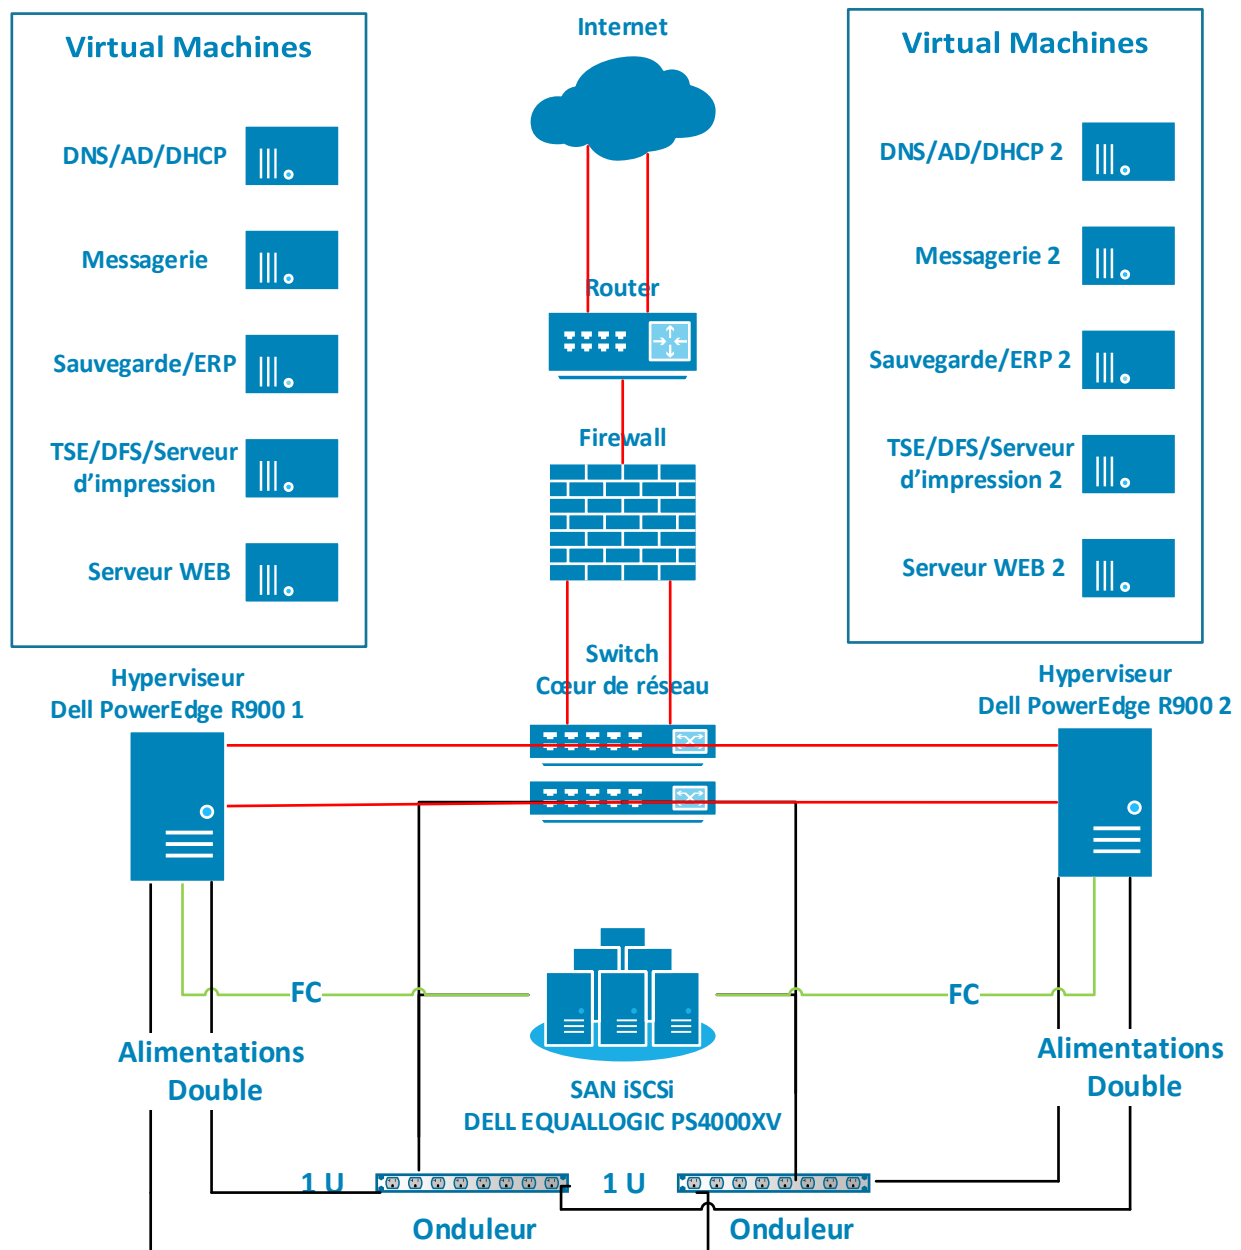 Virtual Machines
DNS/AD/DHCP
Messagerie
Sauvegarde/ERP
TSE/DFS/Serveur
d’impression
Serveur WEB
Hyperviseur
Dell PowerEdge R900 1
Internet
Router
Firewall
Switch
Cœur de réseau
Virtual Machines
DNS/AD/DHCP 2
Messagerie 2
Sauvegarde/ERP 2
TSE/DFS/Serveur
d’impression 2
Serveur WEB 2
Hyperviseur
Dell PowerEdge R900 2
FC
FC
Alimentations
Double
SAN iSCSi
DELL EQUALLOGIC PS4000XV
Alimentations
Double
1 U
1 U
Onduleur
Onduleur